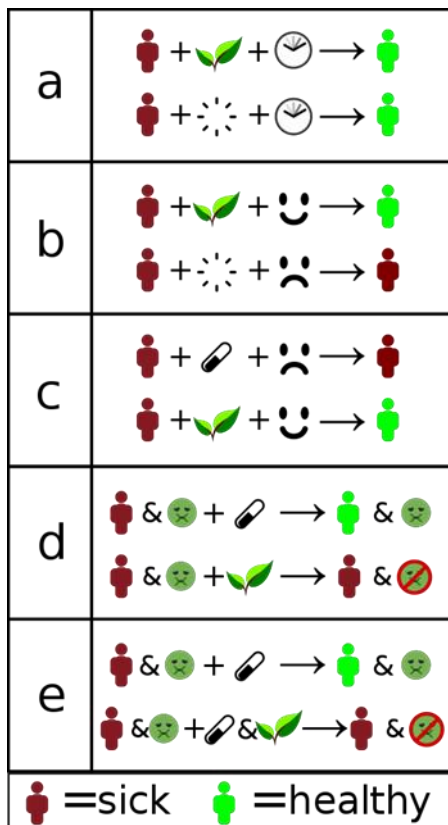 a
+ + →
+ + →
b
+ + →
+ + →
c
+ + →
+ + →
d
& + → &
& + → &
e
& + → &
& + & → &
=sick =healthy